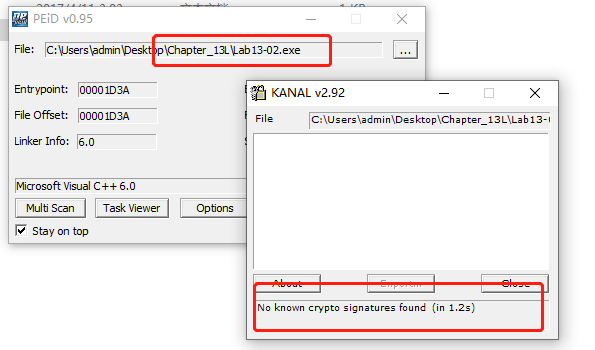 PEiD v0.95
File: C:\Users\admin\Desktop\Chapter_13L\Lab13-02.exe ...
Entrypoint: 00001D3A
File Offset: 00001D3A
Linker Info: 6.0
Microsoft Visual C++ 6.0
Multi Scan Task Viewer Options
Stay on top
KANAL v2.92
File C:\Users\admin\Desktop\Chapter_13L\Lab13-0
About Export Close
No known crypto signatures found (in 1.2s)